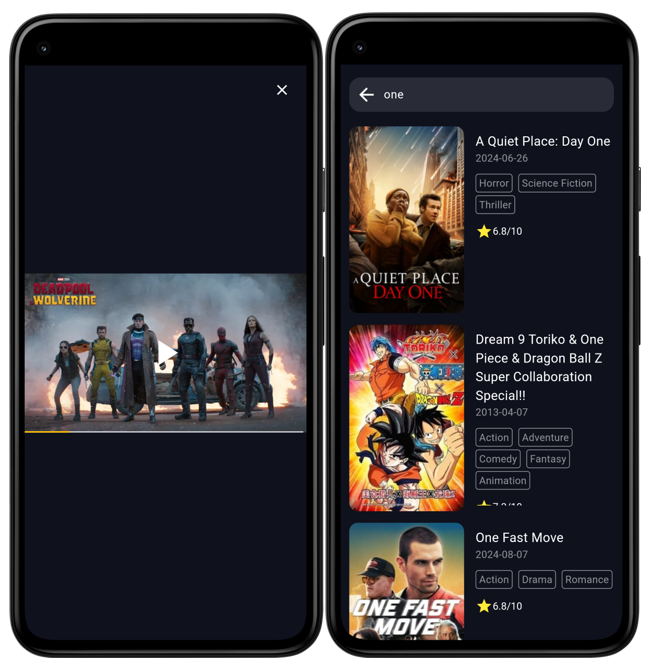 DEADPOOL
WOLVERINE
one
A Quiet Place: Day One
2024-06-26
Horror
Science Fiction
Thriller
6.8/10
A QUIET PLACE
DAY ONE
Dream 9 Toriko & One
Piece & Dragon Ball Z
Super Collaboration
Special!!
2013-04-07
Action
Adventure
Comedy
Fantasy
Animation
TORIKO
×
×
DRAGON BALL Z
One Fast Move
2024-08-07
Action
Drama
Romance
6.8/10
ONE FAST
MOVE